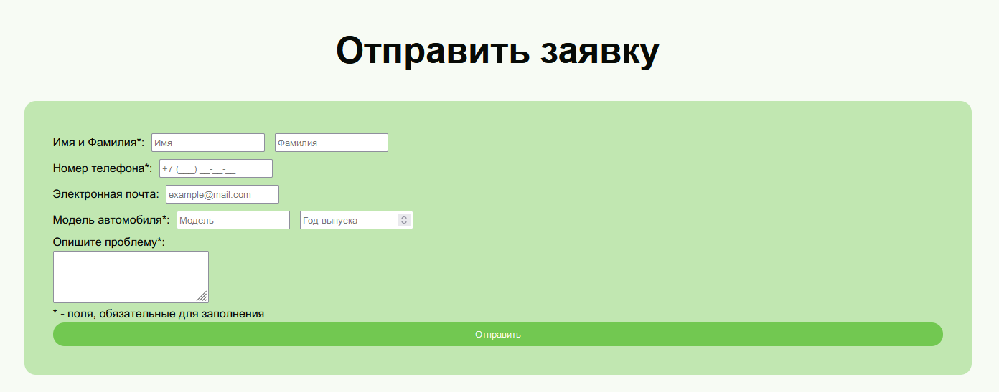 Отправить заявку
Имя и Фамилия*: Имя Фамилия
Номер телефона*: +7 (___) __-__-__
Электронная почта: example@mail.com
Модель автомобиля*: Модель Год выпуска
Опишите проблему*:
* - поля, обязательные для заполнения
Отправить